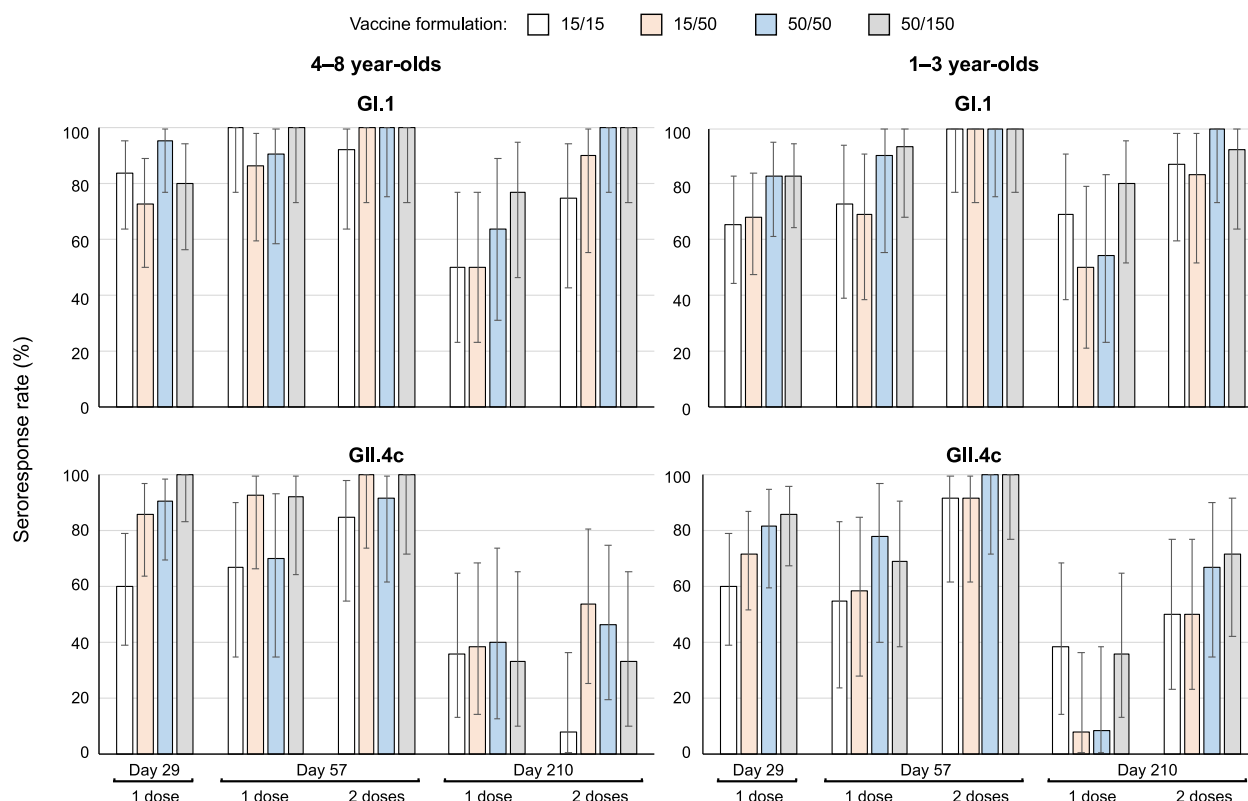 Vaccine formulation: 15/15 15/50 50/50 50/150
4–8 year-olds 1–3 year-olds
GI.1 GI.1
100 100
80 80
60 60
40 40
20 20
0 0
Seroresponse rate (%)
GII.4c GII.4c
100 100
80 80
60 60
40 40
20 20
0 0
Day 29 Day 57 Day 210 Day 29 Day 57 Day 210
1 dose 1 dose 2 doses 1 dose 2 doses 1 dose 1 dose 2 doses 1 dose 2 doses